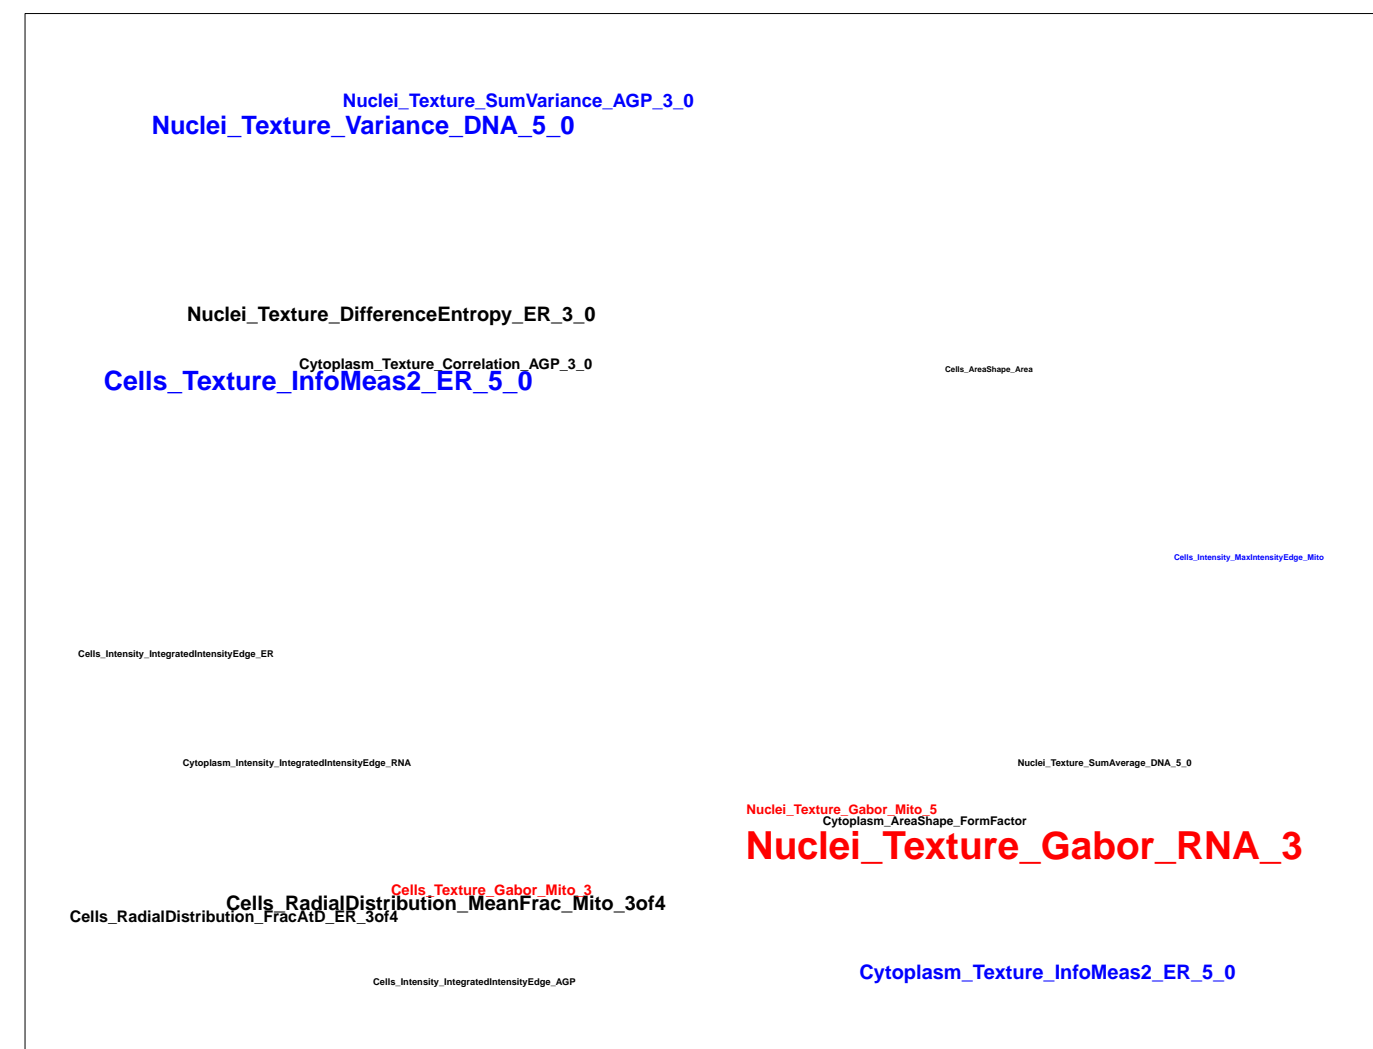 Nuclei_Texture_SumVariance_AGP_3_0
Nuclei_Texture_Variance_DNA_5_0
Nuclei_Texture_DifferenceEntropy_ER_3_0
Cytoplasm_Texture_Correlation_AGP_3_0
Cells_AreaShape_Area
Cells_Texture_InfoMeas2_ER_5_0
Cells_Intensity_MaxIntensityEdge_Mito
Cells_Intensity_IntegratedIntensityEdge_ER
Cytoplasm_Intensity_IntegratedIntensityEdge_RNA
Nuclei_Texture_SumAverage_DNA_5_0
Nuclei_Texture_Gabor_Mito_5
Cytoplasm_AreaShape_FormFactor
Nuclei_Texture_Gabor_RNA_3
Cells_Texture_Gabor_Mito_3
Cells_RadialDistribution_MeanFrac_Mito_3of4
Cells_RadialDistribution_FracAtD_ER_3of4
Cytoplasm_Texture_InfoMeas2_ER_5_0
Cells_Intensity_IntegratedIntensityEdge_AGP